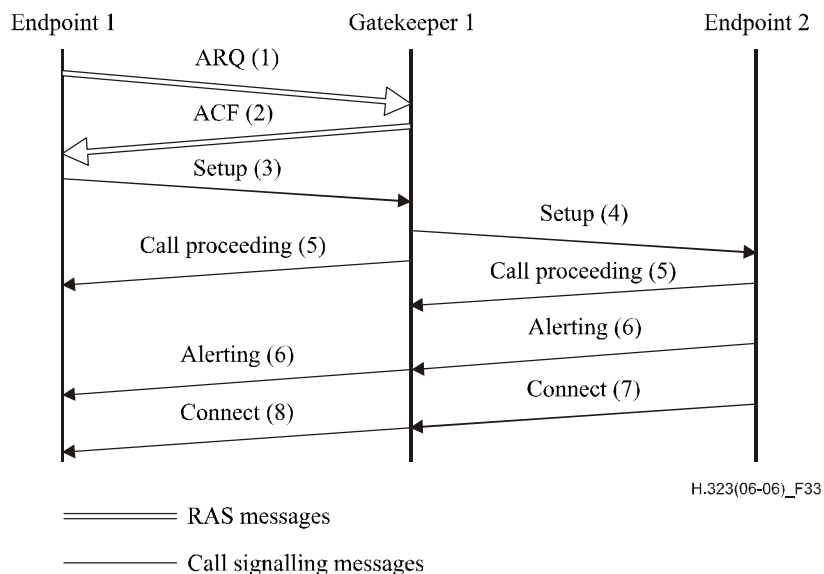 Endpoint 1 Gatekeeper 1 Endpoint 2
ARQ (1)
ACF (2)
Setup (3)
Setup (4)
Call proceeding (5)
Call proceeding (5)
Alerting (6)
Alerting (6)
Connect (7)
Connect (8)
H.323(06-06)_F33
RAS messages
Call signalling messages